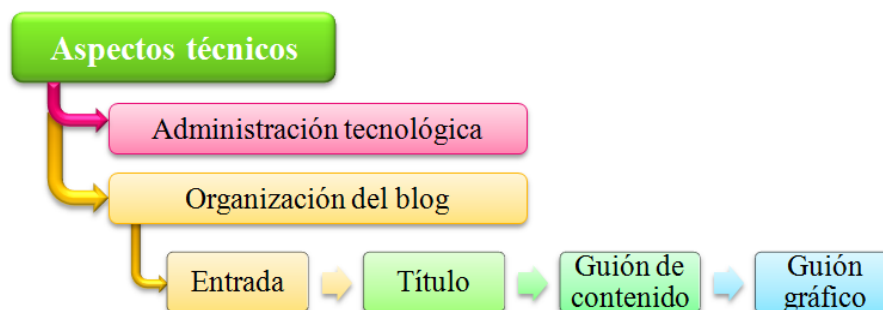 Aspectos técnicos
Administración tecnológica
Organización del blog
Entrada
Título
Guión de
contenido
Guión
gráfico